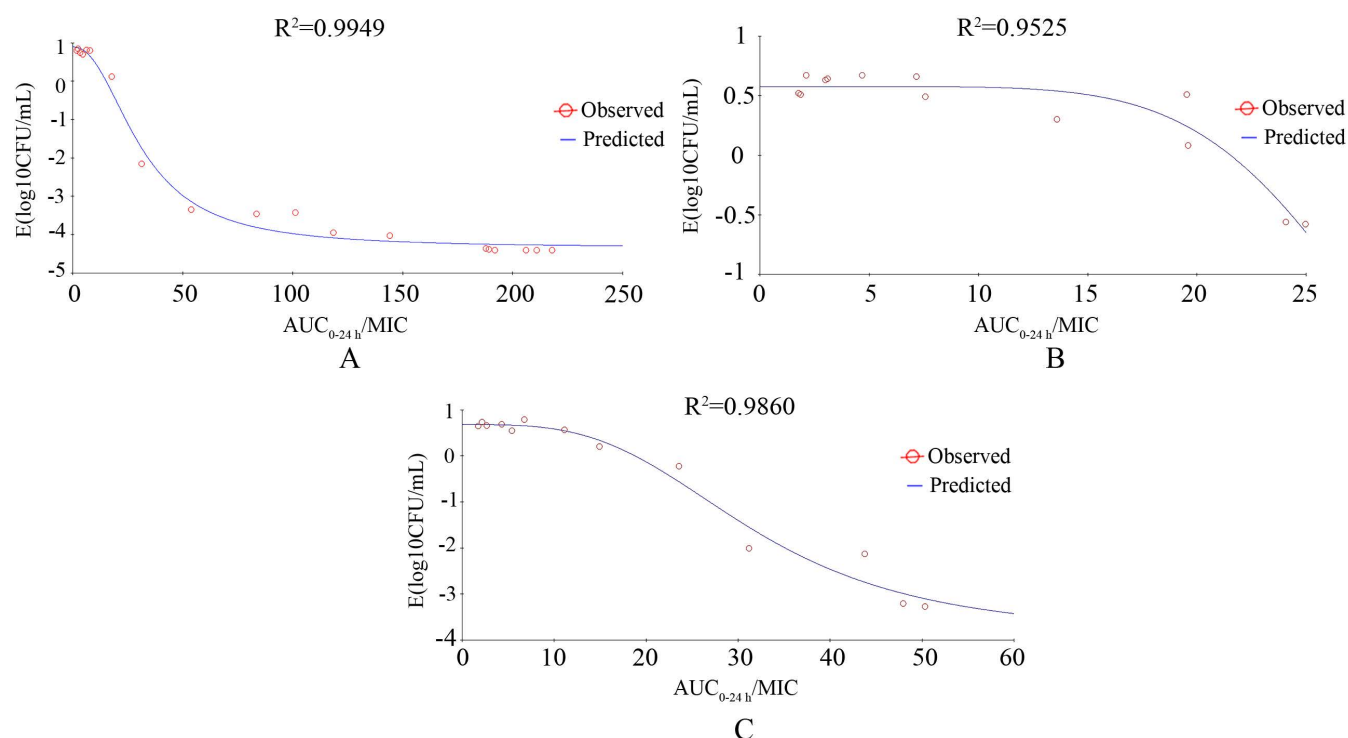 R²=0.9949
E(log10CFU/mL)
1
0
-1
-2
-3
-4
-5
0 50 100 150 200 250
AUC₀₋₂₄ ₕ/MIC
Observed
Predicted
A
R²=0.9525
E(log10CFU/mL)
1
0.5
0
-0.5
-1
0 5 10 15 20 25
AUC₀₋₂₄ ₕ/MIC
Observed
Predicted
B
R²=0.9860
E(log10CFU/mL)
1
0
-1
-2
-3
-4
0 10 20 30 40 50 60
AUC₀₋₂₄ ₕ/MIC
Observed
Predicted
C